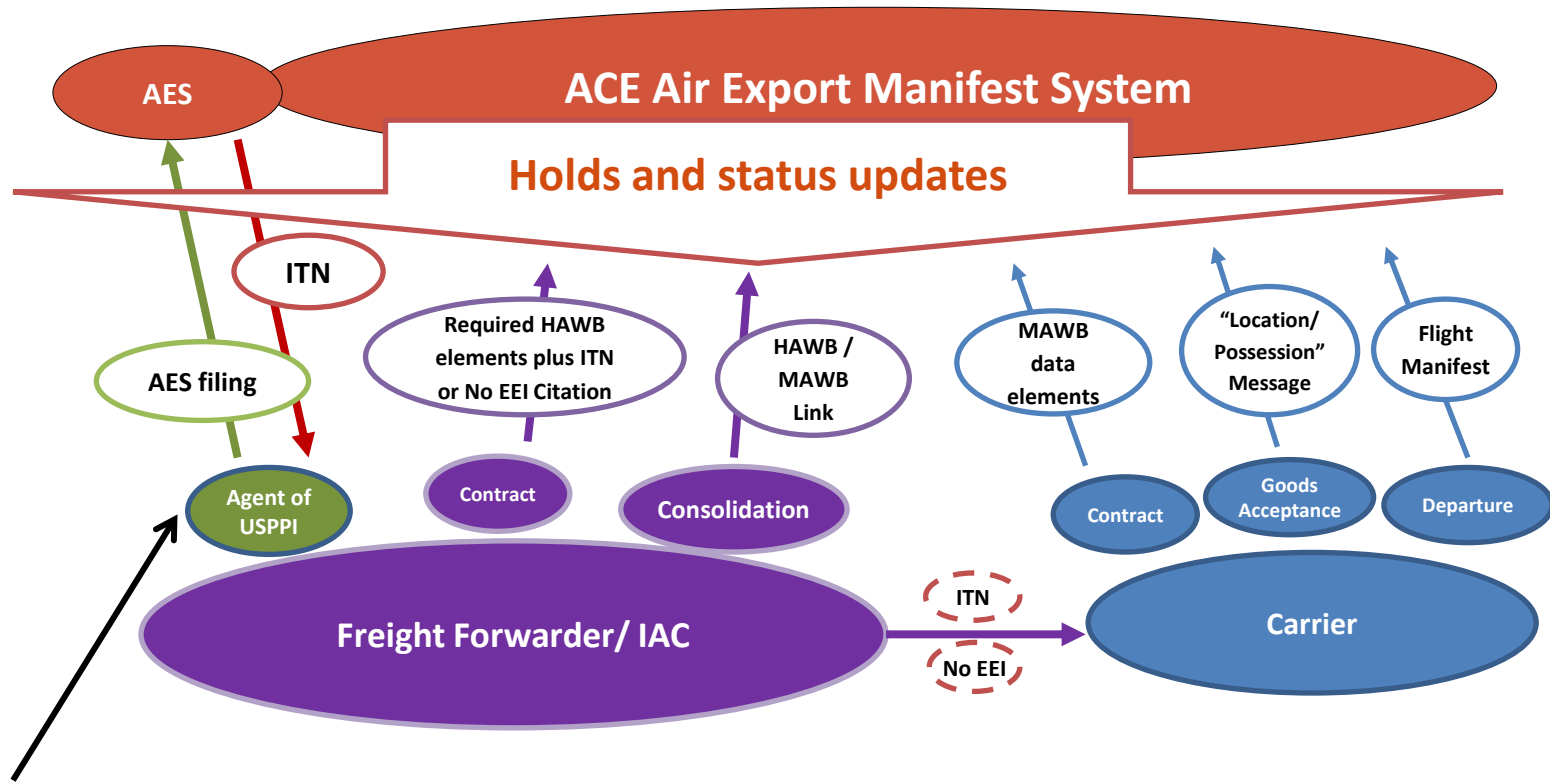 AES
ACE Air Export Manifest System
Holds and status updates
ITN
AES filing
Required HAWB
elements plus ITN
or No EEI Citation
HAWB /
MAWB
Link
MAWB
data
elements
“Location/
Possession”
Message
Flight
Manifest
Agent of
USPPI
Contract
Consolidation
Contract
Goods
Acceptance
Departure
Freight Forwarder/ IAC
ITN
No EEI
Carrier